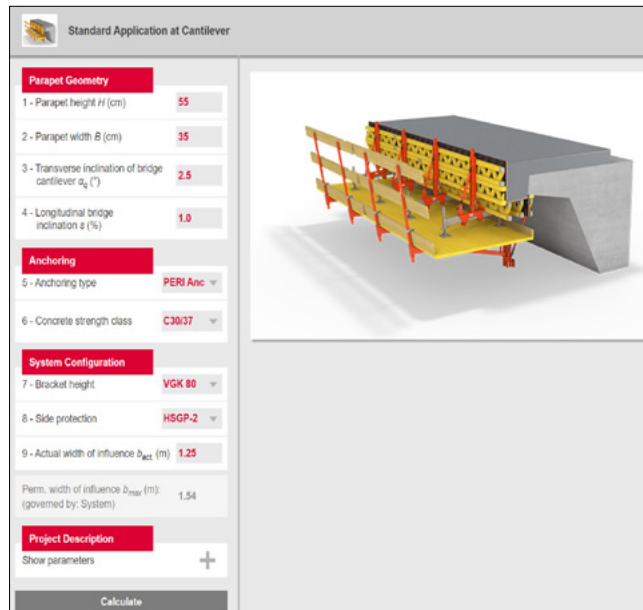 Standard Application at Cantilever
Parapet Geometry
1 - Parapet height H (cm) 55
2 - Parapet width B (cm) 35
3 - Transverse inclination of bridge
cantilever αq (°) 2.5
4 - Longitudinal bridge
inclination s (%) 1.0
Anchoring
5 - Anchoring type PERI Anc
6 - Concrete strength class C30/37
System Configuration
7 - Bracket height VGK 80
8 - Side protection HSGP-2
9 - Actual width of influence bact (m) 1.25
Perm. width of influence bmax (m): 1.54
(governed by: System)
Project Description
Show parameters
Calculate